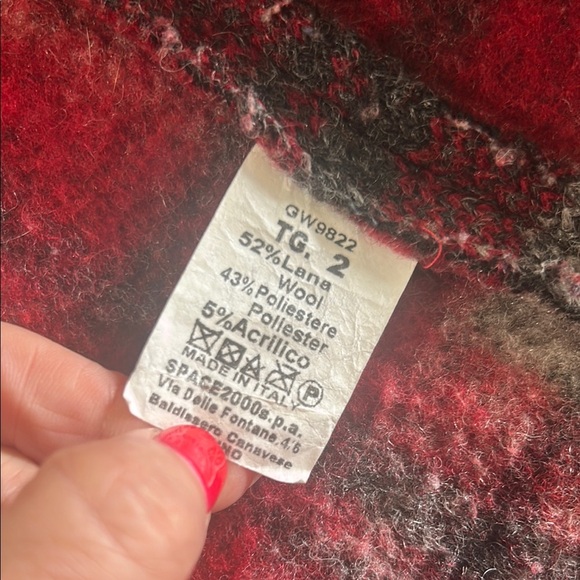 GW9822
TG. 2
52%Lana
Wool
43%Poliestere
Poliester
5%Acrilico
P
MADE IN ITALY
SPACE2000s.p.a.
Via Delle Fontane,4/6
Baldissero Canavese